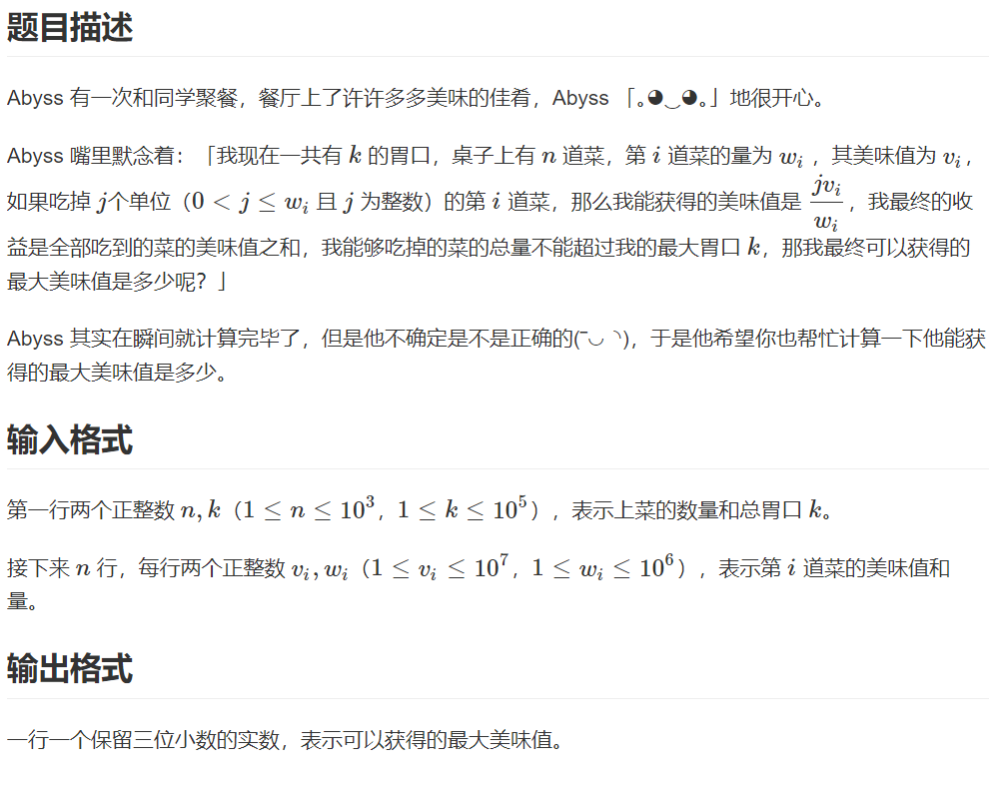 题目描述
Abyss 有一次和同学聚餐，餐厅上了许许多多美味的佳肴，Abyss 「｡◕‿◕｡」地很开心。
Abyss 嘴里默念着：「我现在一共有 k 的胃口，桌子上有 n 道菜，第 i 道菜的量为 w_i ，其美味值为 v_i，
如果吃掉 j个单位（0 < j ≤ w_i 且 j 为整数）的第 i 道菜，那么我能获得的美味值是 \frac{jv_i}{w_i}，我最终的收
益是全部吃到的菜的美味值之和，我能够吃掉的菜的总量不能超过我的最大胃口 k，那我最终可以获得的
最大美味值是多少呢？」
Abyss 其实在瞬间就计算完毕了，但是他不确定是不是正确的(¯◡ ¯)，于是他希望你也帮忙计算一下他能获
得的最大美味值是多少。
输入格式
第一行两个正整数 n, k（1 ≤ n ≤ 10^3，1 ≤ k ≤ 10^5），表示上菜的数量和总胃口 k。
接下来 n 行，每行两个正整数 v_i, w_i（1 ≤ v_i ≤ 10^7，1 ≤ w_i ≤ 10^6），表示第 i 道菜的美味值和
量。
输出格式
一行一个保留三位小数的实数，表示可以获得的最大美味值。